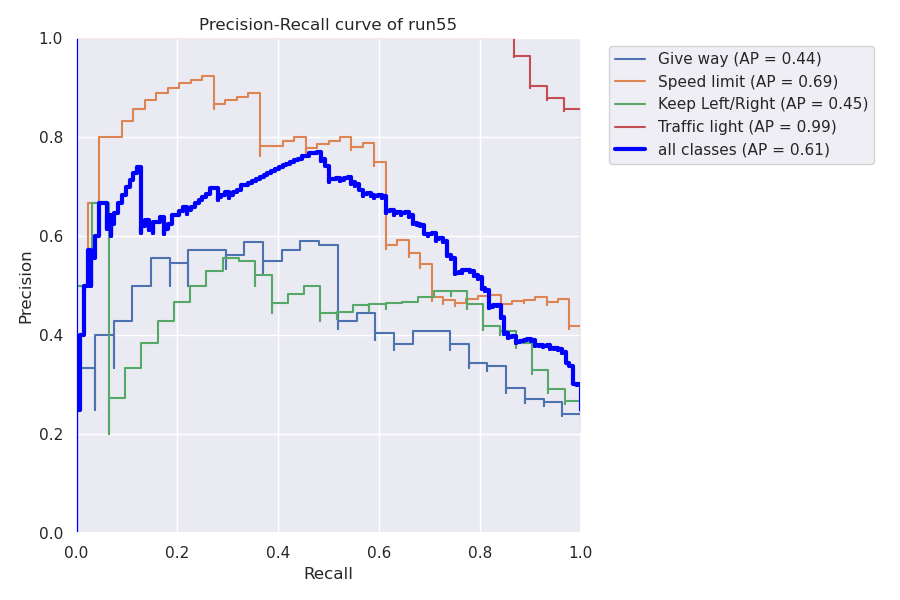 Precision-Recall curve of run55
1.0
0.8
0.6
0.4
0.2
0.0
Precision
0.0 0.2 0.4 0.6 0.8 1.0
Recall
Give way (AP = 0.44)
Speed limit (AP = 0.69)
Keep Left/Right (AP = 0.45)
Traffic light (AP = 0.99)
all classes (AP = 0.61)